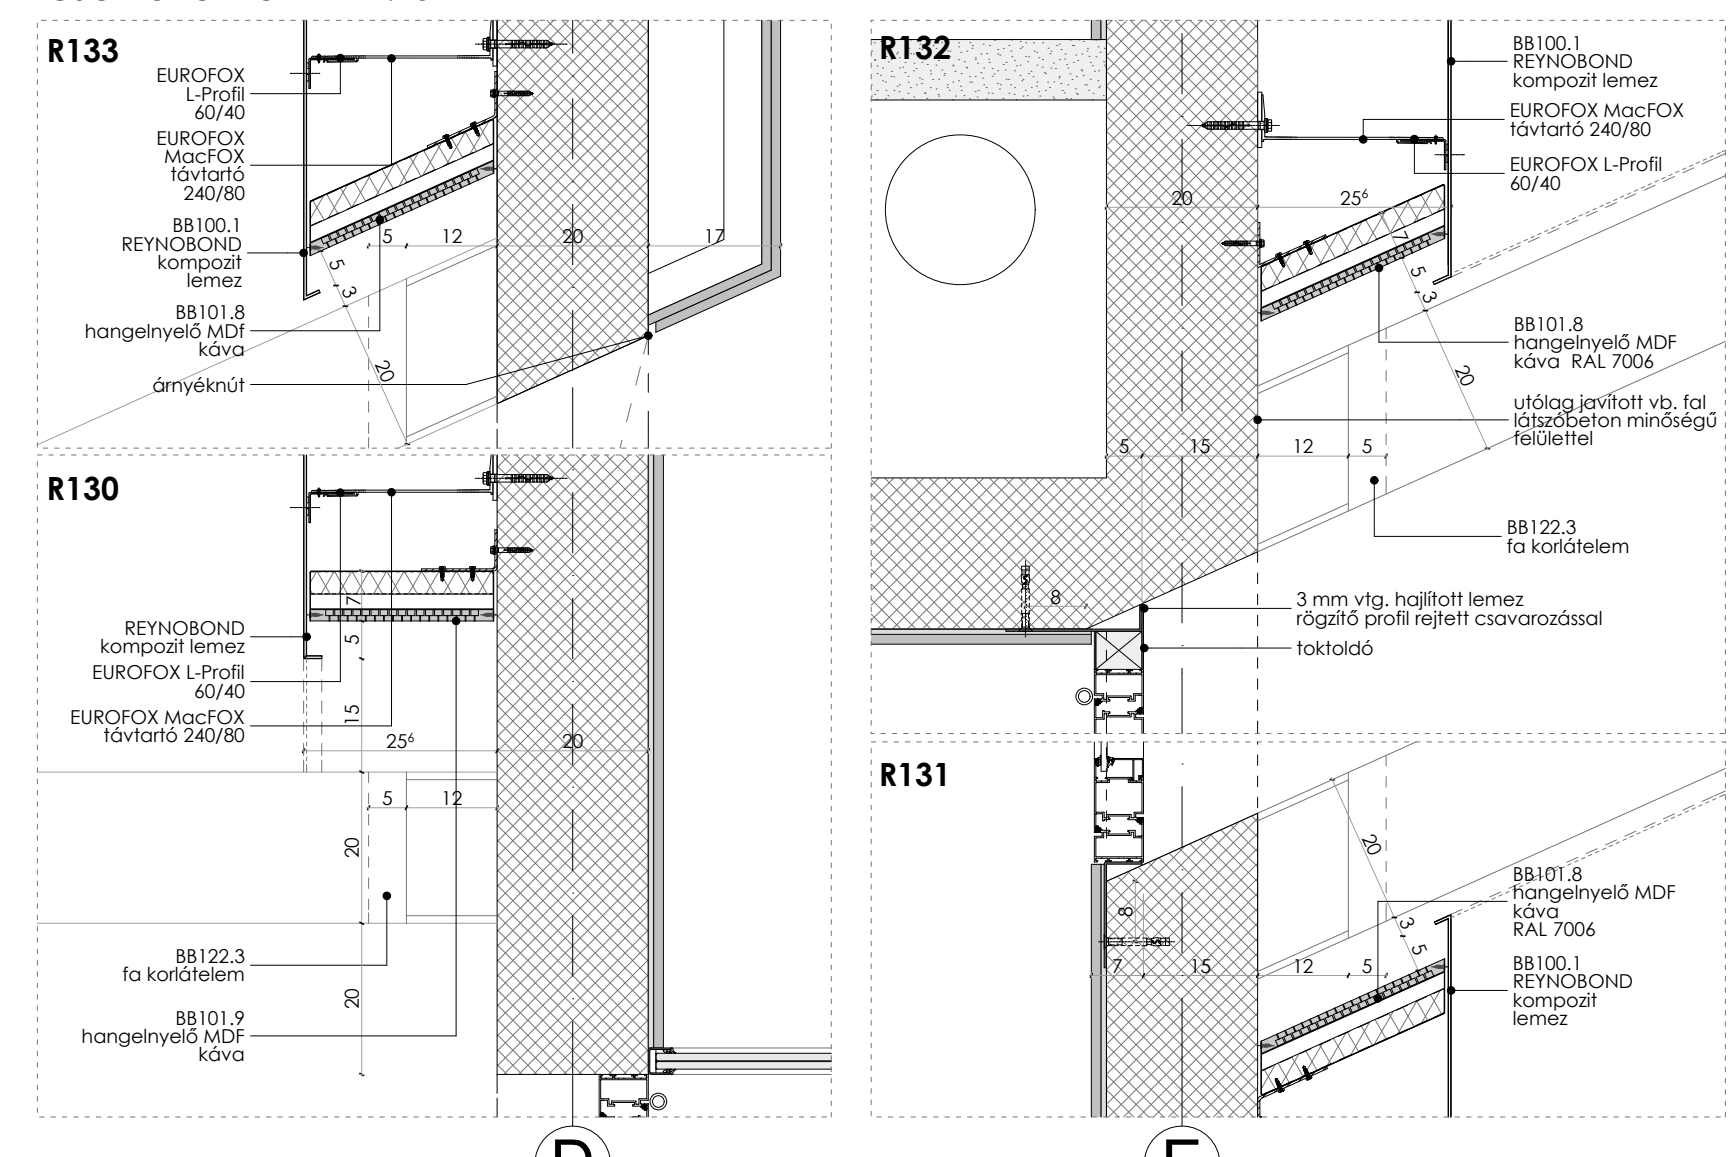 R133
EUROFOX
L-Profil
60/40
EUROFOX
MacFOX
távtartó
240/80
BB100.1
REYNOBOND
kompozit
lemez
BB101.8
hangelnyelő MDf
káva
árnyéknút
5
12
20
17
5
3
20
R130
REYNOBOND
kompozit lemez
EUROFOX L-Profil
60/40
EUROFOX MacFOX
távtartó 240/80
BB122.3
fa korlátelem
BB101.9
hangelnyelő MDF
káva
7
5
15
25⁶
20
5
12
20
20
R132
BB100.1
REYNOBOND
kompozit lemez
EUROFOX MacFOX
távtartó 240/80
EUROFOX L-Profil
60/40
BB101.8
hangelnyelő MDF
káva RAL 7006
utólag javított vb. fal
látszóbeton minőségű
felülettel
BB122.3
fa korlátelem
3 mm vtg. hajlított lemez
rögzítő profil rejtett csavarozással
toktoldó
20
25⁶
7
5
3
20
5
15
12
5
8
R131
BB101.8
hangelnyelő MDF
káva
RAL 7006
BB100.1
REYNOBOND
kompozit
lemez
20
3
5
8
7
15
12
5